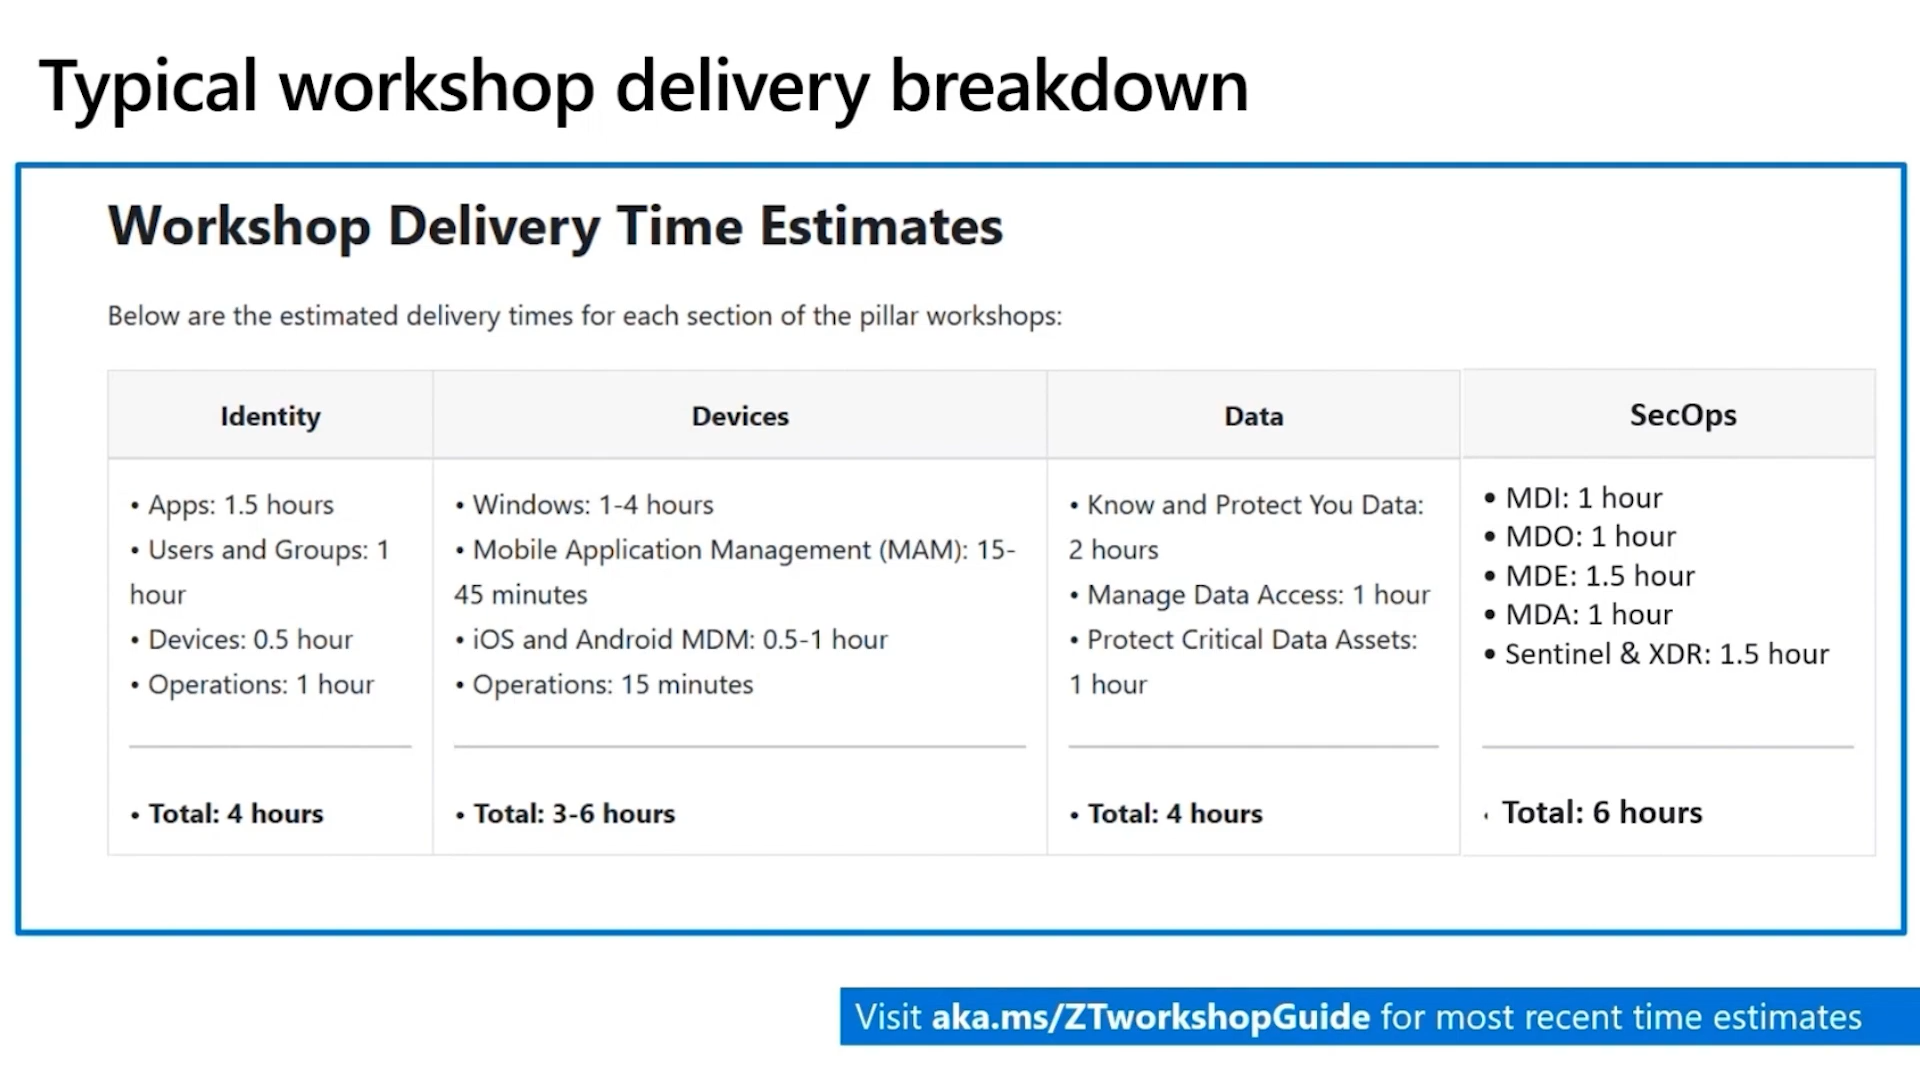 Typical workshop delivery breakdown
Workshop Delivery Time Estimates
Below are the estimated delivery times for each section of the pillar workshops:
Identity
• Apps: 1.5 hours
• Users and Groups: 1
hour
• Devices: 0.5 hour
• Operations: 1 hour
• Total: 4 hours
Devices
• Windows: 1-4 hours
• Mobile Application Management (MAM): 15-
45 minutes
• iOS and Android MDM: 0.5-1 hour
• Operations: 15 minutes
• Total: 3-6 hours
Data
• Know and Protect You Data:
2 hours
• Manage Data Access: 1 hour
• Protect Critical Data Assets:
1 hour
• Total: 4 hours
SecOps
• MDI: 1 hour
• MDO: 1 hour
• MDE: 1.5 hour
• MDA: 1 hour
• Sentinel & XDR: 1.5 hour
• Total: 6 hours
Visit aka.ms/ZTworkshopGuide for most recent time estimates